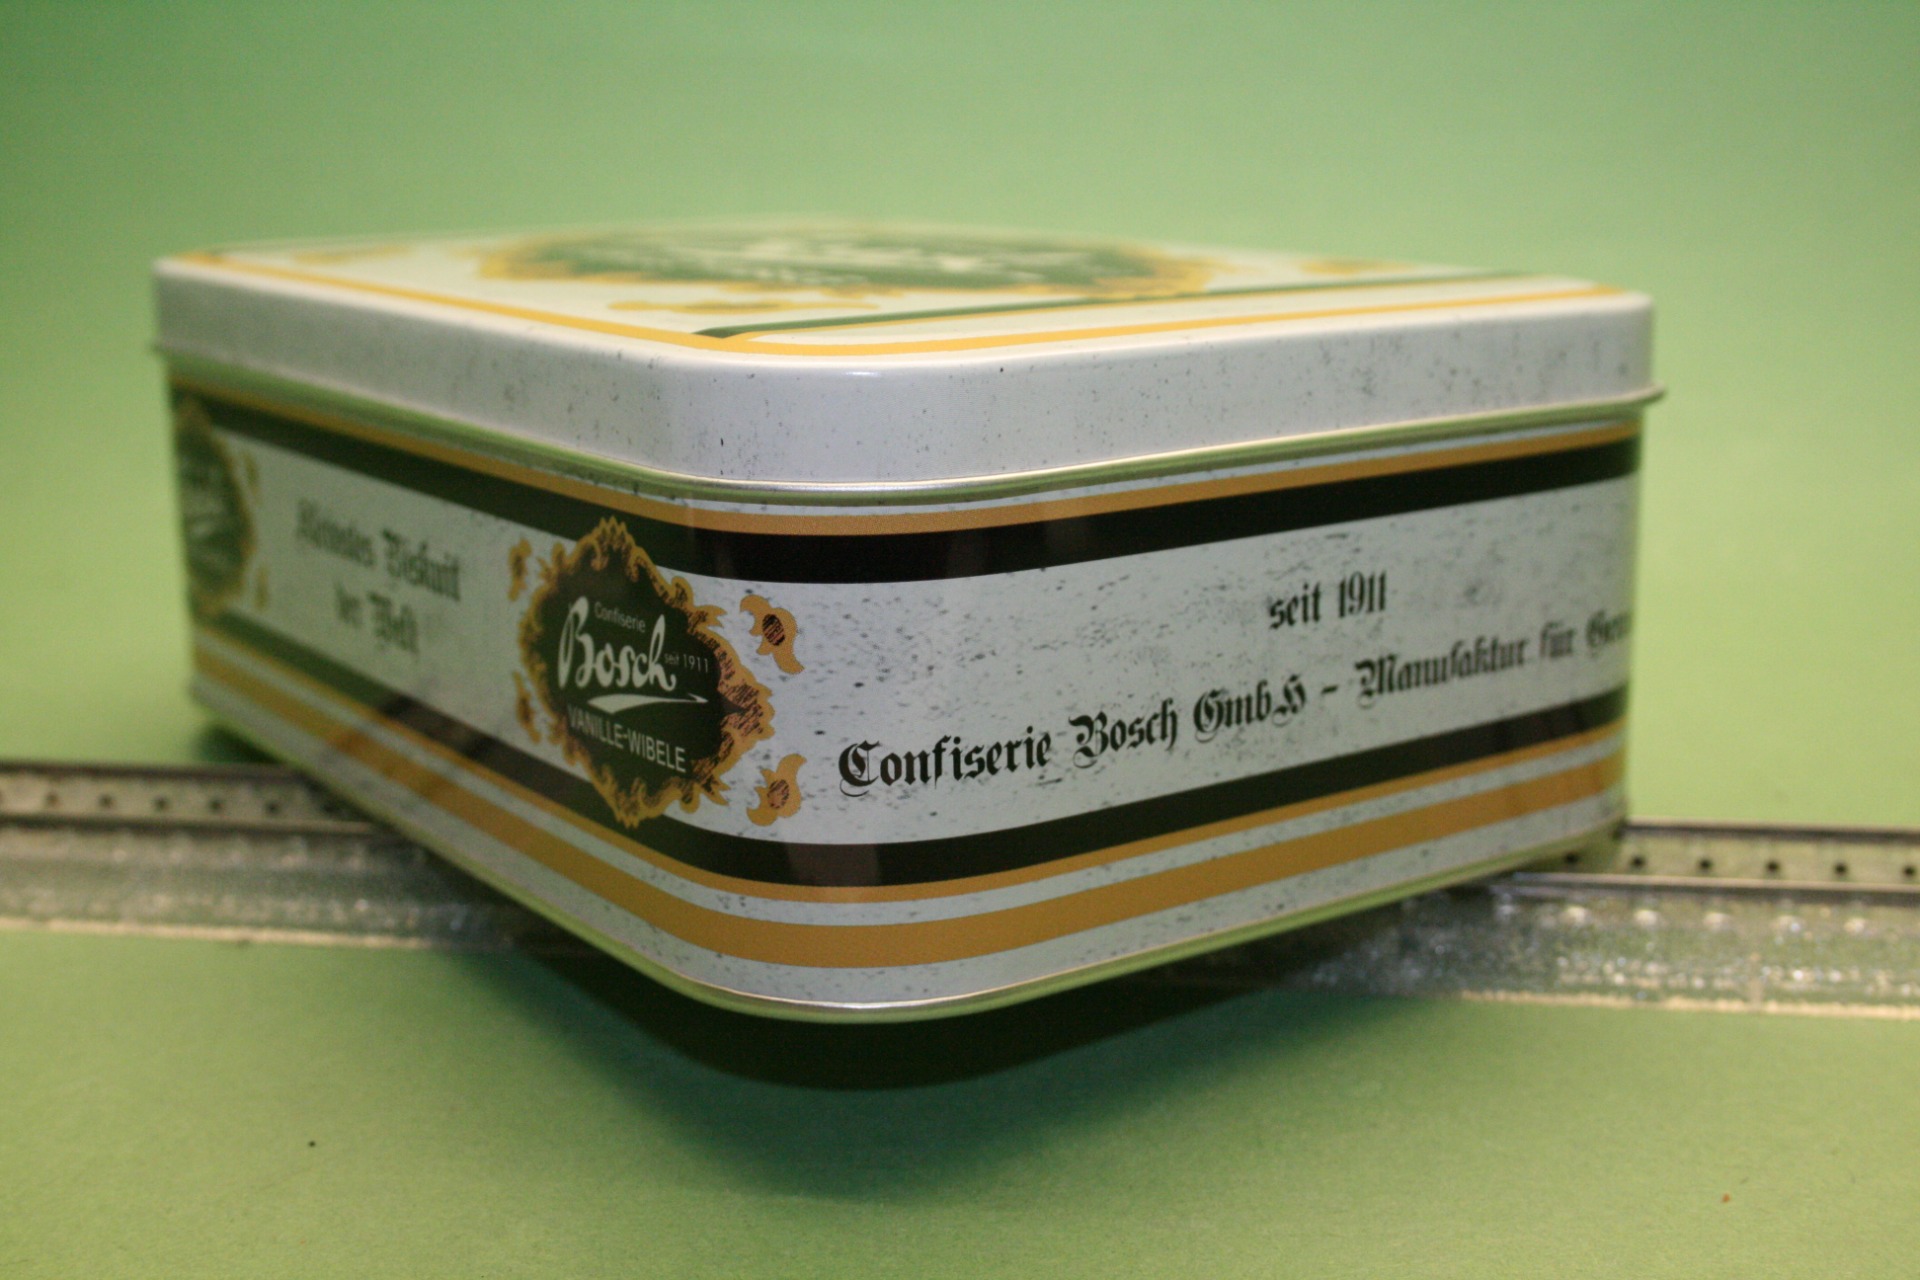 Kleinstes Biskuit
der Welt
Confiserie
Bosch
seit 1911
VANILLE-WIBELE
seit 1911
Confiserie Bosch GmbH – Manufaktur für